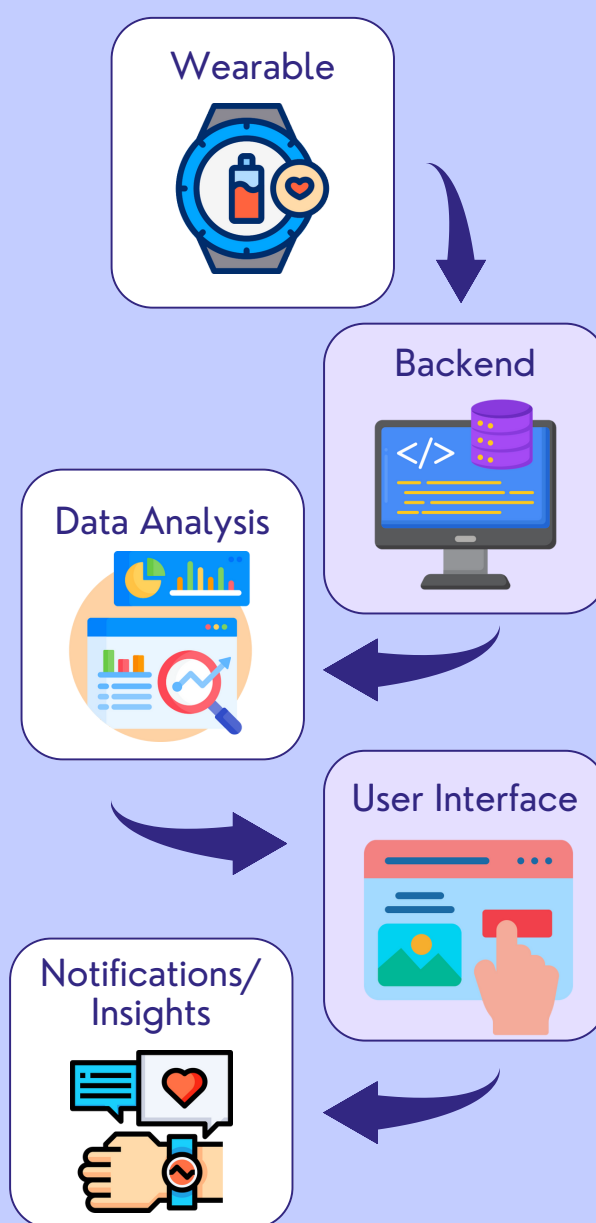 Wearable
Backend
</>
Data Analysis
User Interface
Notifications/
Insights